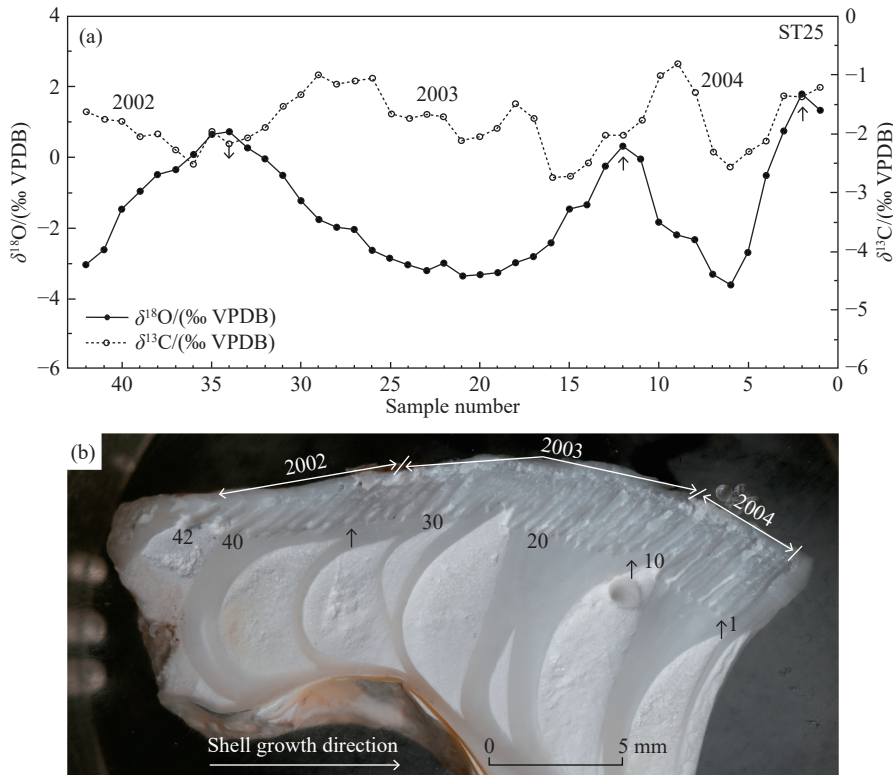 (a)
ST25
4
2
0
−2
−4
−6
δ¹⁸O/(‰ VPDB)
0
−1
−2
−3
−4
−5
−6
δ¹³C/(‰ VPDB)
2002
2003
2004
δ¹⁸O/(‰ VPDB)
δ¹³C/(‰ VPDB)
40 35 30 25 20 15 10 5 0
Sample number
(b)
2002
2003
2004
42 40 30 20 10 1
Shell growth direction
0 5 mm